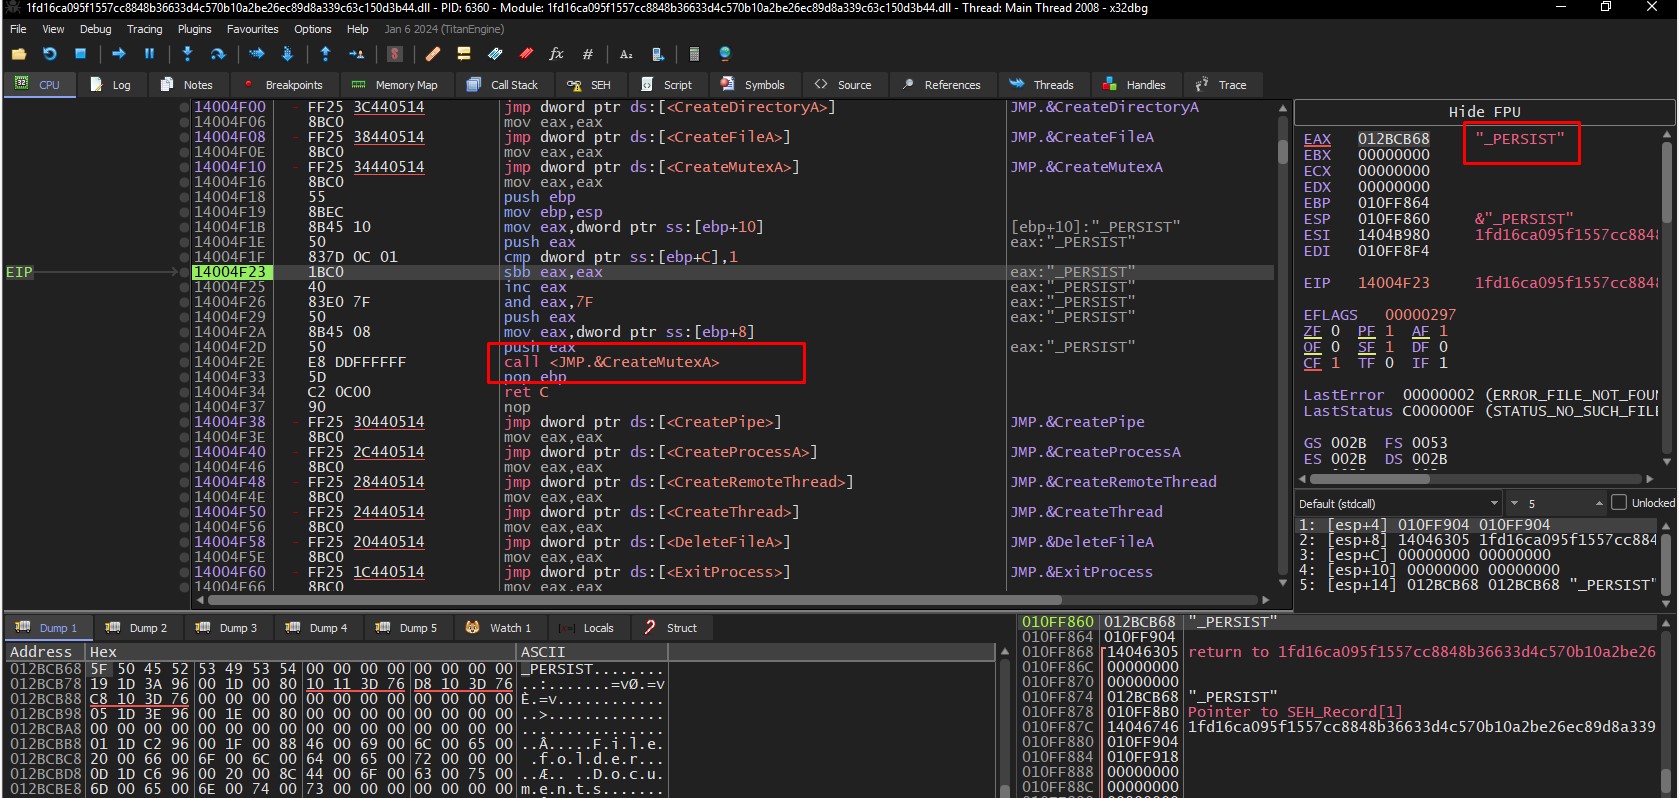 1fd16ca095f1557cc8848b36633d4c570b10a2be26ec89d8a339c63c150d3b44.dll - PID: 6360 - Module: 1fd16ca095f1557cc8848b36633d4c570b10a2be26ec89d8a339c63c150d3b44.dll - Thread: Main Thread 2008 - x32dbg
File View Debug Tracing Plugins Favourites Options Help Jan 6 2024 (TitanEngine)
CPU Log Notes Breakpoints Memory Map Call Stack SEH Script Symbols Source References Threads Handles Trace
14004F00 FF25 3C440514 jmp dword ptr ds:[<CreateDirectoryA>] JMP.&CreateDirectoryA
14004F06 8BC0 mov eax,eax
14004F08 FF25 38440514 jmp dword ptr ds:[<CreateFileA>] JMP.&CreateFileA
14004F0E 8BC0 mov eax,eax
14004F10 FF25 34440514 jmp dword ptr ds:[<CreateMutexA>] JMP.&CreateMutexA
14004F16 8BC0 mov eax,eax
14004F18 55 push ebp
14004F19 8BEC mov ebp,esp
14004F1B 8B45 10 mov eax,dword ptr ss:[ebp+10] [ebp+10]:"_PERSIST"
14004F1E 50 push eax eax:"_PERSIST"
14004F1F 837D 0C 01 cmp dword ptr ss:[ebp+C],1
EIP 14004F23 1BC0 sbb eax,eax eax:"_PERSIST"
14004F25 40 inc eax eax:"_PERSIST"
14004F26 83E0 7F and eax,7F eax:"_PERSIST"
14004F29 50 push eax eax:"_PERSIST"
14004F2A 8B45 08 mov eax,dword ptr ss:[ebp+8]
14004F2D 50 push eax eax:"_PERSIST"
14004F2E E8 DDFFFFFF call <JMP.&CreateMutexA>
14004F33 5D pop ebp
14004F34 C2 0C00 ret C
14004F37 90 nop
14004F38 FF25 30440514 jmp dword ptr ds:[<CreatePipe>] JMP.&CreatePipe
14004F3E 8BC0 mov eax,eax
14004F40 FF25 2C440514 jmp dword ptr ds:[<CreateProcessA>] JMP.&CreateProcessA
14004F46 8BC0 mov eax,eax
14004F48 FF25 28440514 jmp dword ptr ds:[<CreateRemoteThread>] JMP.&CreateRemoteThread
14004F4E 8BC0 mov eax,eax
14004F50 FF25 24440514 jmp dword ptr ds:[<CreateThread>] JMP.&CreateThread
14004F56 8BC0 mov eax,eax
14004F58 FF25 20440514 jmp dword ptr ds:[<DeleteFileA>] JMP.&DeleteFileA
14004F5E 8BC0 mov eax,eax
14004F60 FF25 1C440514 jmp dword ptr ds:[<ExitProcess>] JMP.&ExitProcess
14004F66 8BC0 mov eax,eax
Hide FPU
EAX 012BCB68 "_PERSIST"
EBX 00000000
ECX 00000000
EDX 00000000
EBP 010FF864
ESP 010FF860 &"_PERSIST"
ESI 1404B980 1fd16ca095f1557cc8848
EDI 010FF8F4
EIP 14004F23 1fd16ca095f1557cc8848
EFLAGS 00000297
ZF 0 PF 1 AF 1
OF 0 SF 1 DF 0
CF 1 TF 0 IF 1
LastError 00000002 (ERROR_FILE_NOT_FOUN
LastStatus C000000F (STATUS_NO_SUCH_FILE
GS 002B FS 0053
ES 002B DS 002B
Default (stdcall) 5 Unlocked
1: [esp+4] 010FF904 010FF904
2: [esp+8] 14046305 1fd16ca095f1557cc884
3: [esp+C] 00000000 00000000
4: [esp+10] 00000000 00000000
5: [esp+14] 012BCB68 012BCB68 "_PERSIST"
Dump 1 Dump 2 Dump 3 Dump 4 Dump 5 Watch 1 Locals Struct
Address Hex ASCII
012BCB68 5F 50 45 52 53 49 53 54 00 00 00 00 00 00 00 00 _PERSIST........
012BCB78 19 1D 3A 96 00 1D 00 80 10 11 3D 76 D8 10 3D 76 ..:.......=vØ.=v
012BCB88 C8 10 3D 76 00 00 00 00 00 00 00 00 00 00 00 00 È.=v............
012BCB98 05 1D 3E 96 00 1E 00 80 00 00 00 00 00 00 00 00 ..>.............
012BCBA8 00 00 00 00 00 00 00 00 00 00 00 00 00 00 00 00 ................
012BCBB8 01 1D C2 96 00 1F 00 88 46 00 69 00 6C 00 65 00 ..Â.....F.i.l.e.
012BCBC8 20 00 66 00 6F 00 6C 00 64 00 65 00 72 00 00 00 .f.o.l.d.e.r...
012BCBD8 0D 1D C6 96 00 20 00 8C 44 00 6F 00 63 00 75 00 ..Æ.. ..D.o.c.u.
012BCBE8 6D 00 65 00 6E 00 74 00 73 00 00 00 00 00 00 00 m.e.n.t.s.......
010FF860 012BCB68 "_PERSIST"
010FF864 010FF904
010FF868 14046305 return to 1fd16ca095f1557cc8848b36633d4c570b10a2be26
010FF86C 00000000
010FF870 00000000
010FF874 012BCB68 "_PERSIST"
010FF878 010FF8B0 Pointer to SEH_Record[1]
010FF87C 14046746 1fd16ca095f1557cc8848b36633d4c570b10a2be26ec89d8a339
010FF880 010FF904
010FF884 010FF918
010FF888 00000000
010FF88C 00000000